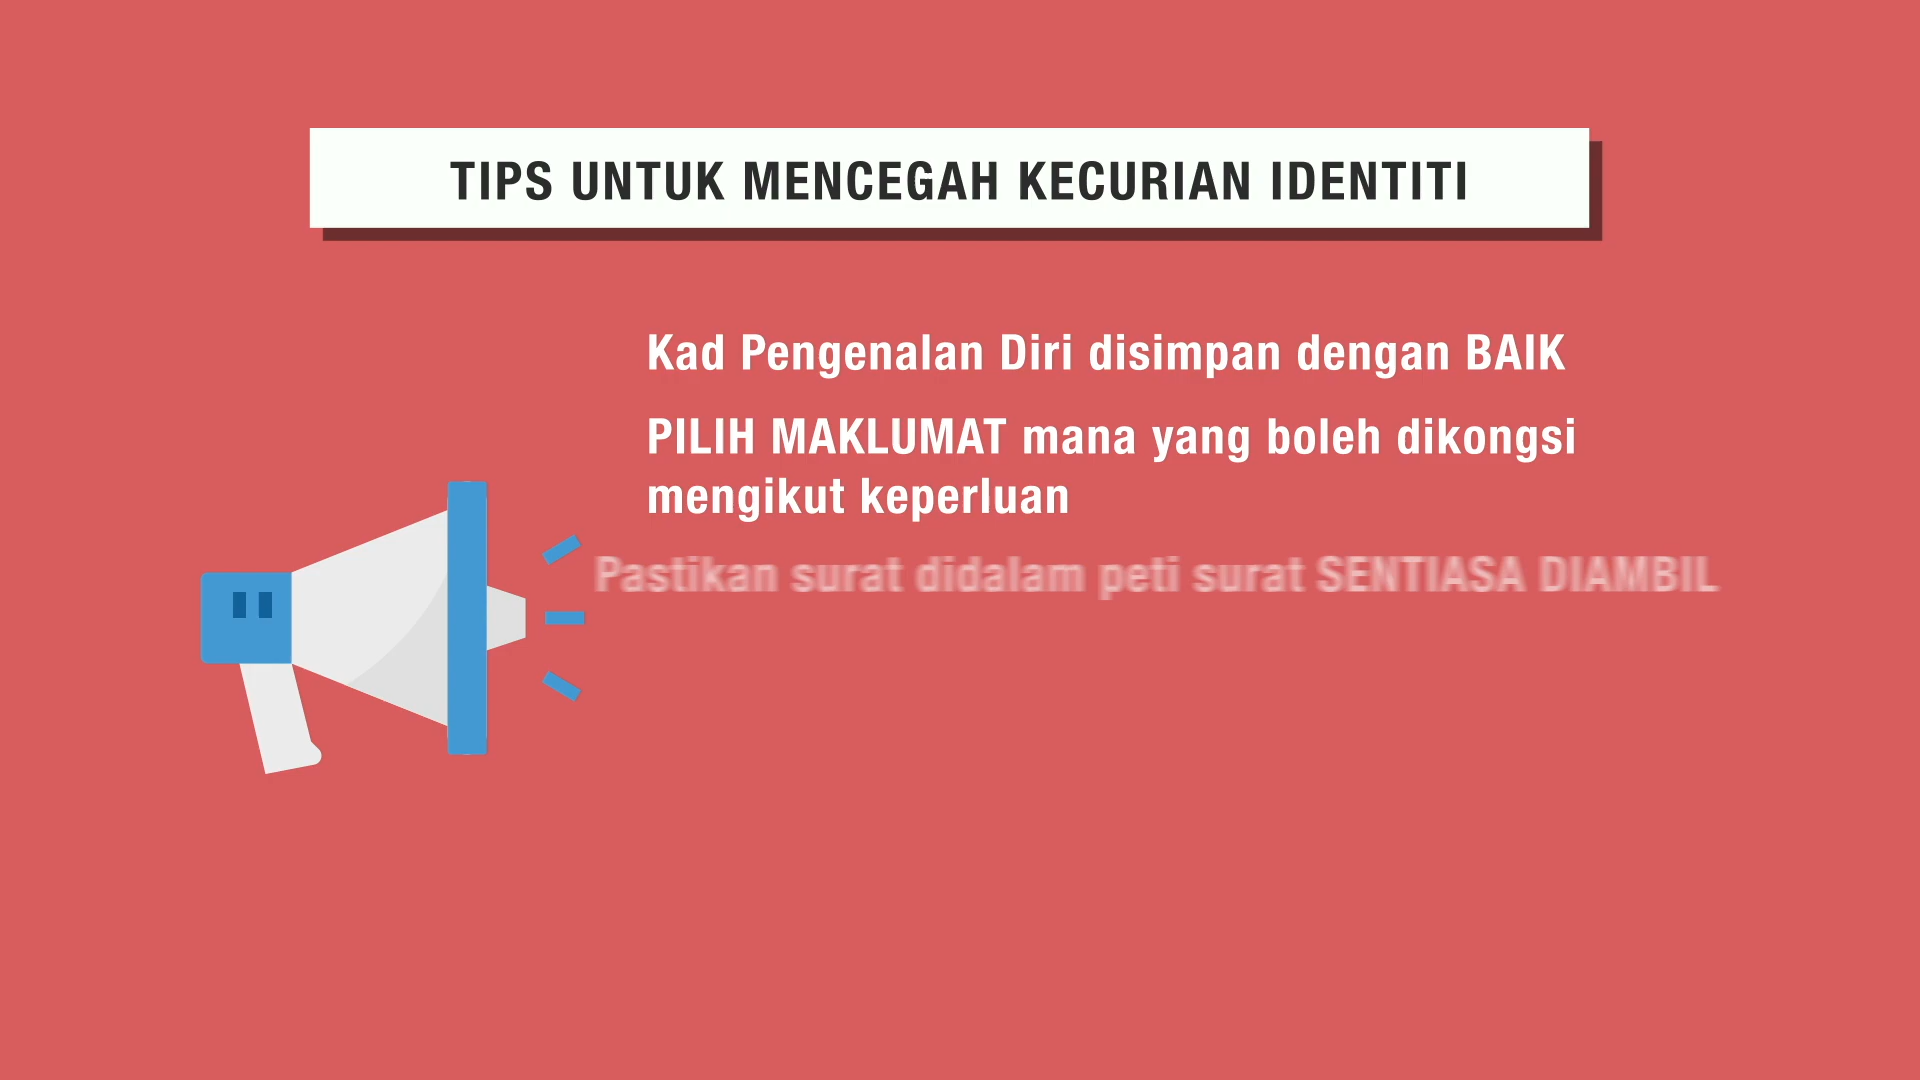 TIPS UNTUK MENCEGAH KECURIAN IDENTITI
Kad Pengenalan Diri disimpan dengan BAIK
PILIH MAKLUMAT mana yang boleh dikongsi
mengikut keperluan
Pastikan surat didalam peti surat SENTIASA DIAMBIL